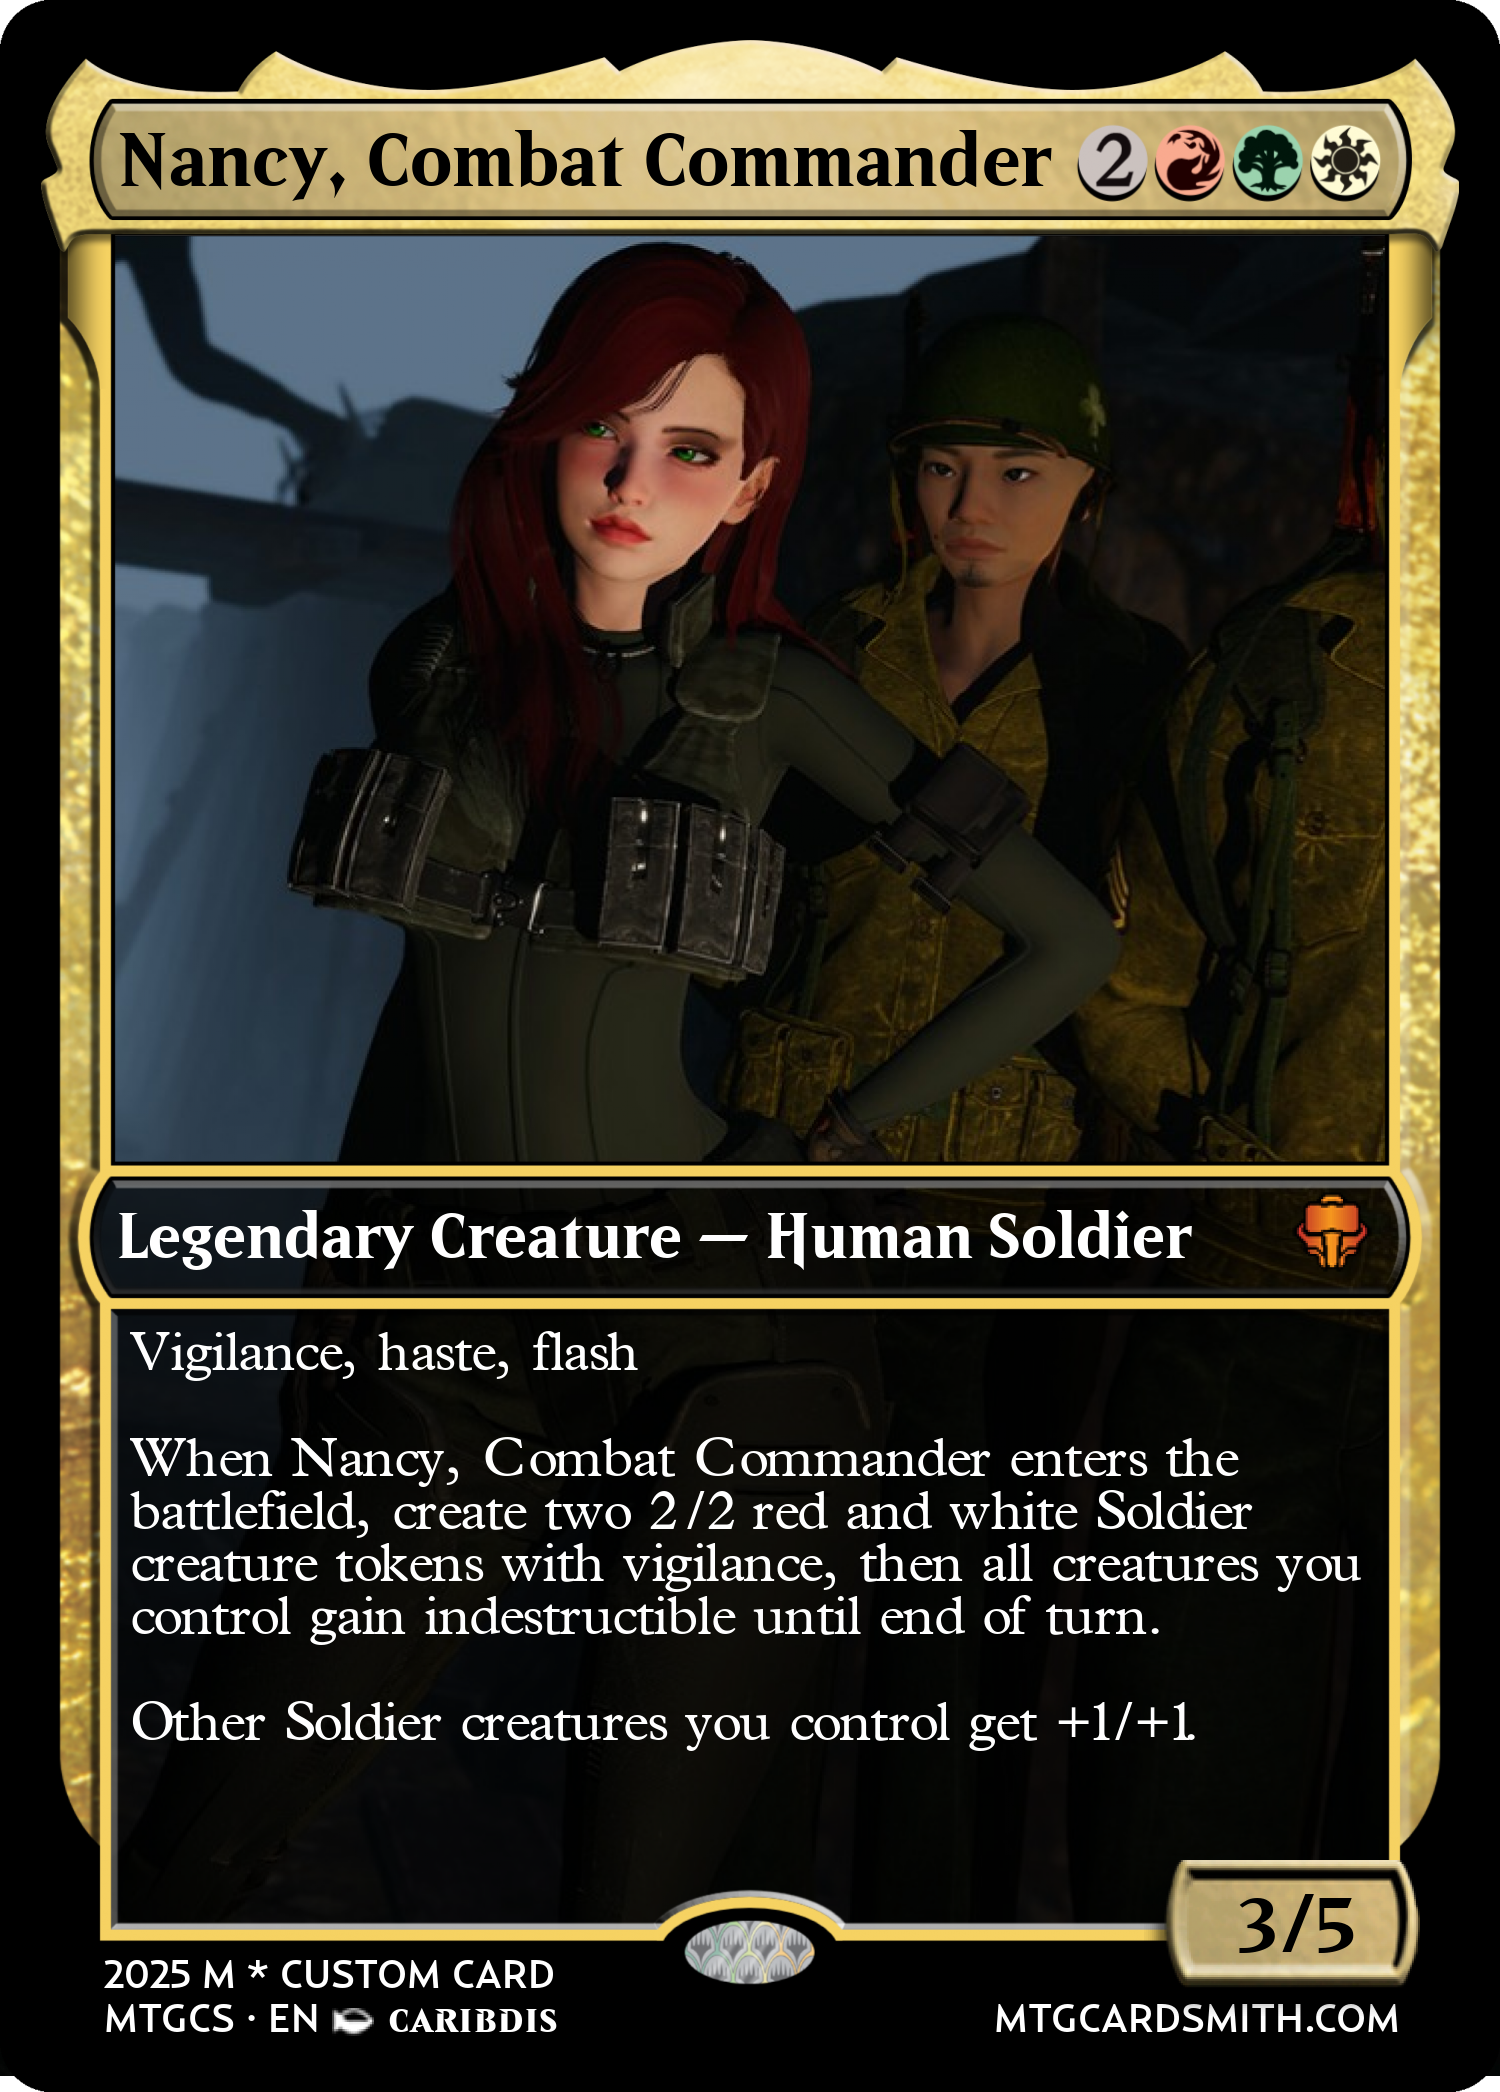 Nancy, Combat Commander 2
Legendary Creature — Human Soldier
Vigilance, haste, flash
When Nancy, Combat Commander enters the
battlefield, create two 2/2 red and white Soldier
creature tokens with vigilance, then all creatures you
control gain indestructible until end of turn.
Other Soldier creatures you control get +1/+1.
3/5
2025 M * CUSTOM CARD
MTGCS · EN CARIBDIS
MTGCARDSMITH.COM